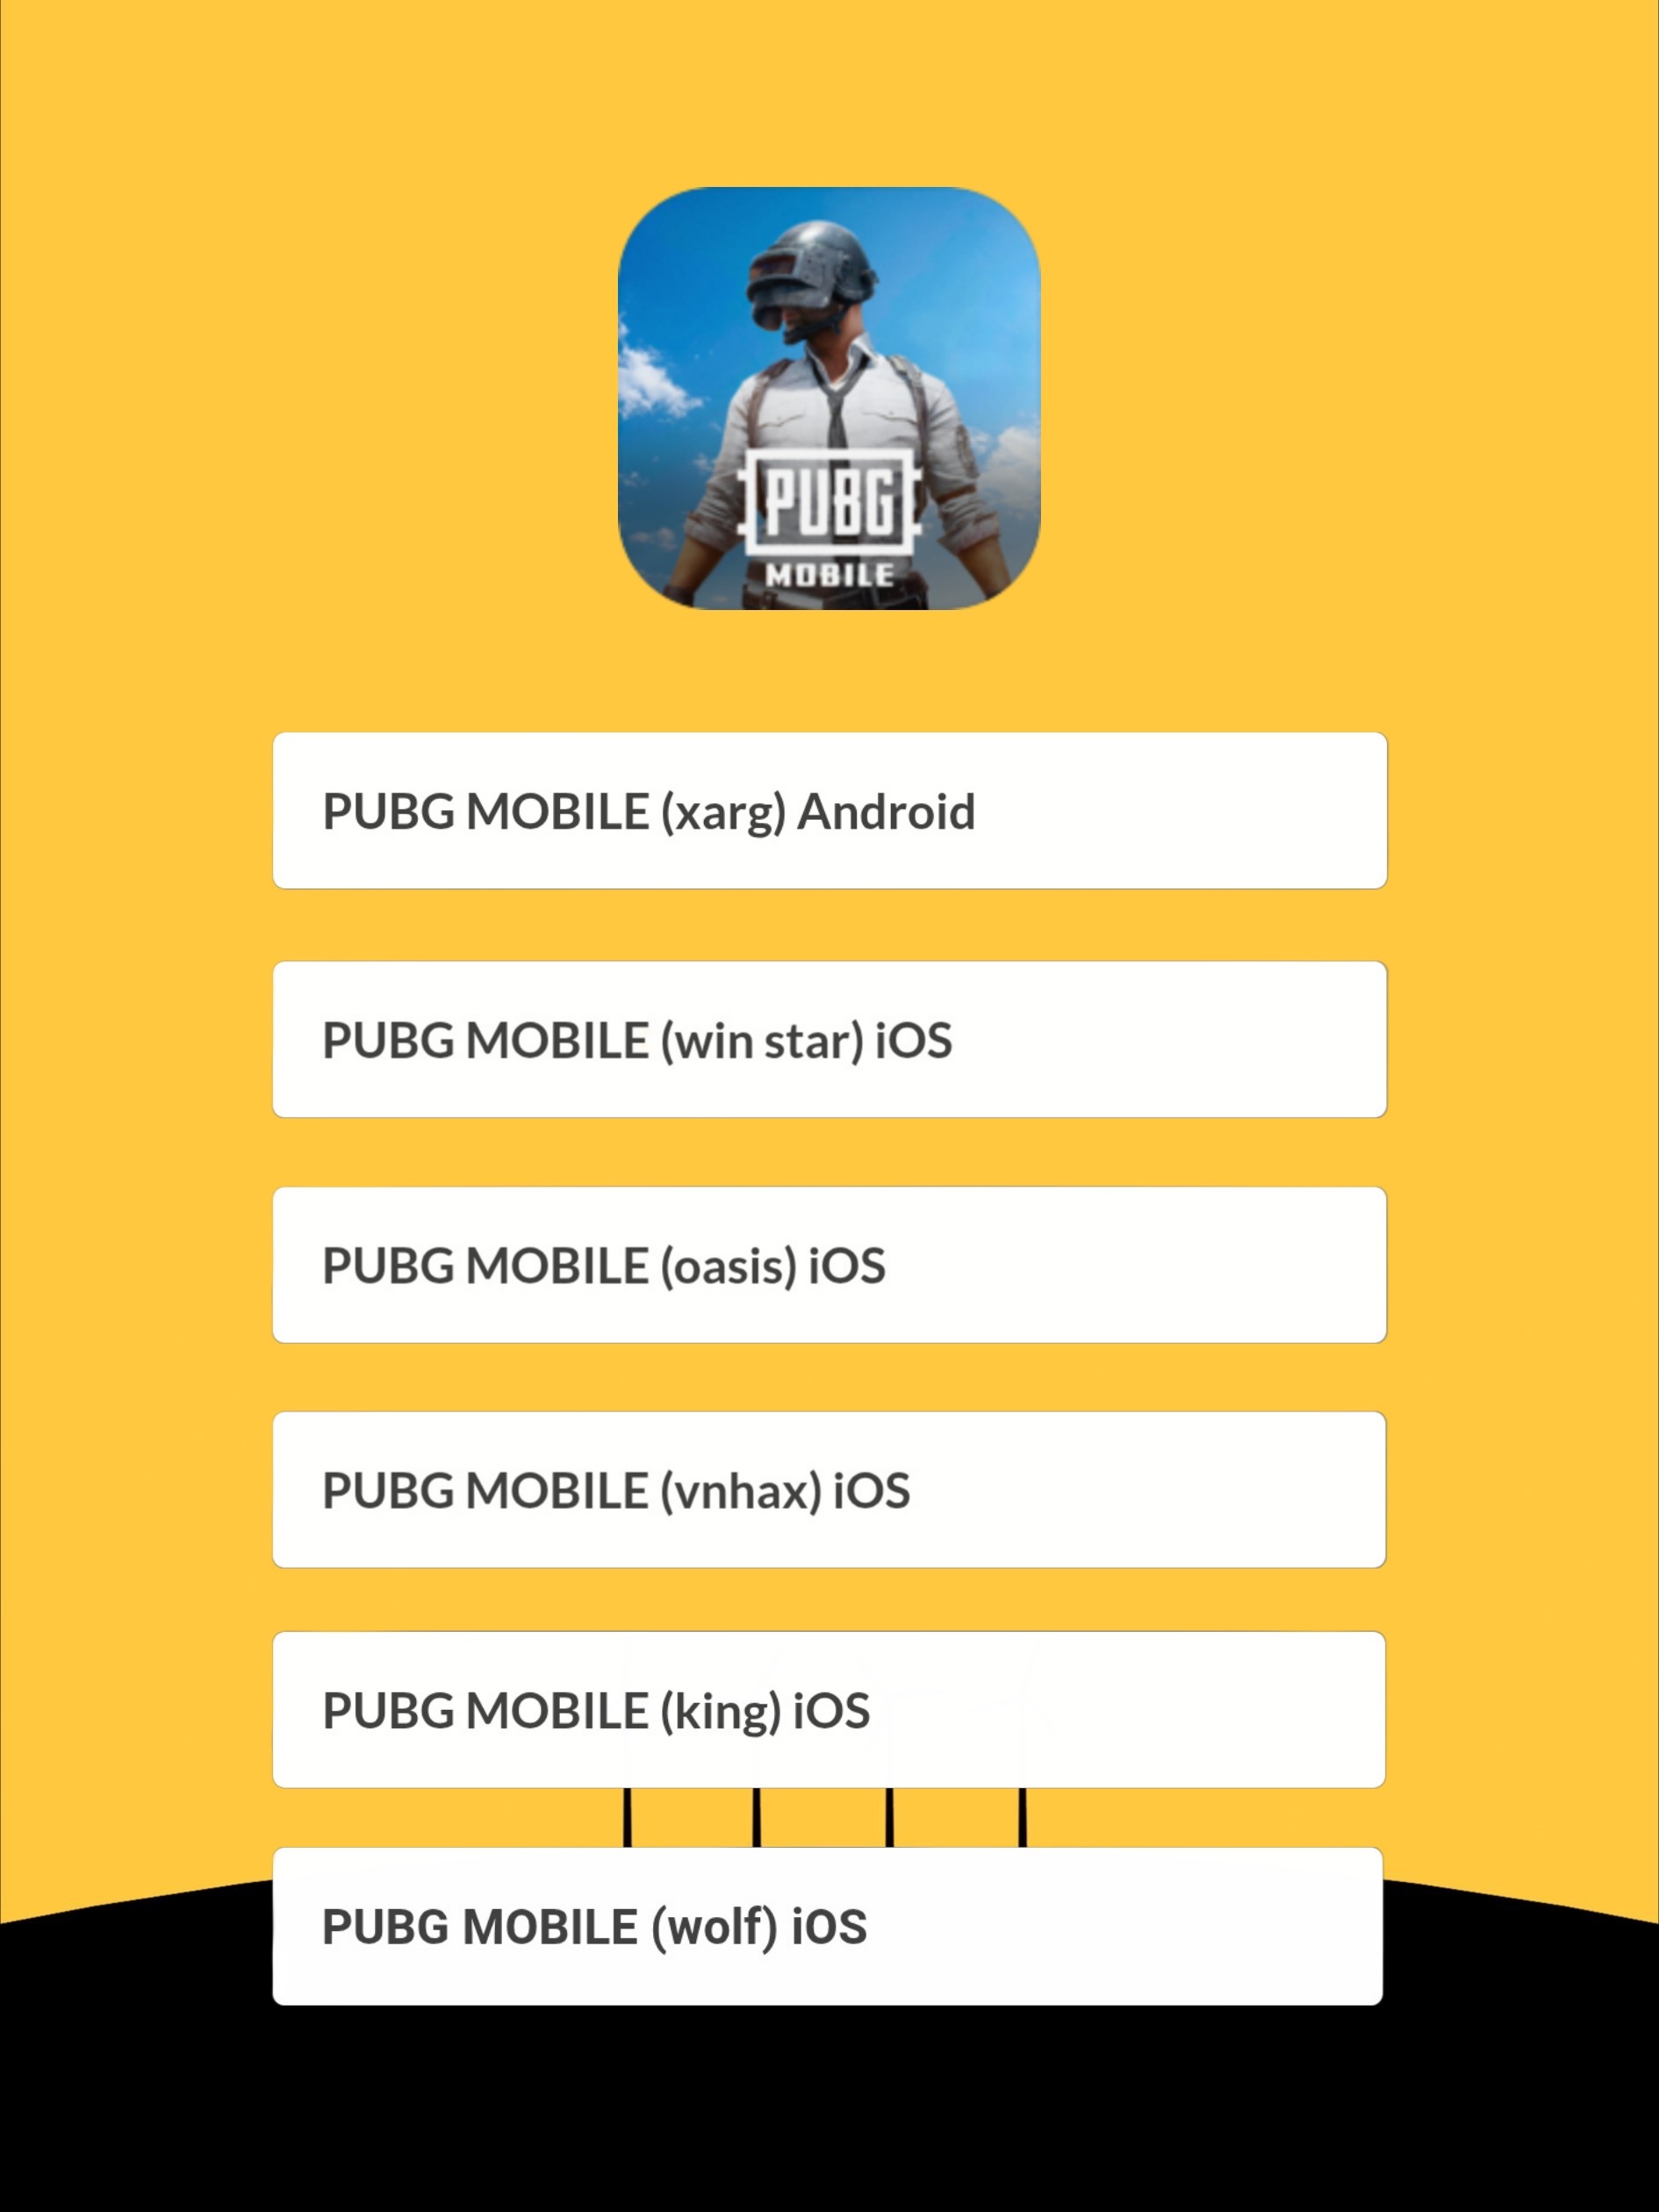 PUBG
MOBILE
PUBG MOBILE (xarg) Android
PUBG MOBILE (win star) iOS
PUBG MOBILE (oasis) iOS
PUBG MOBILE (vnhax) iOS
PUBG MOBILE (king) iOS
PUBG MOBILE (wolf) iOS